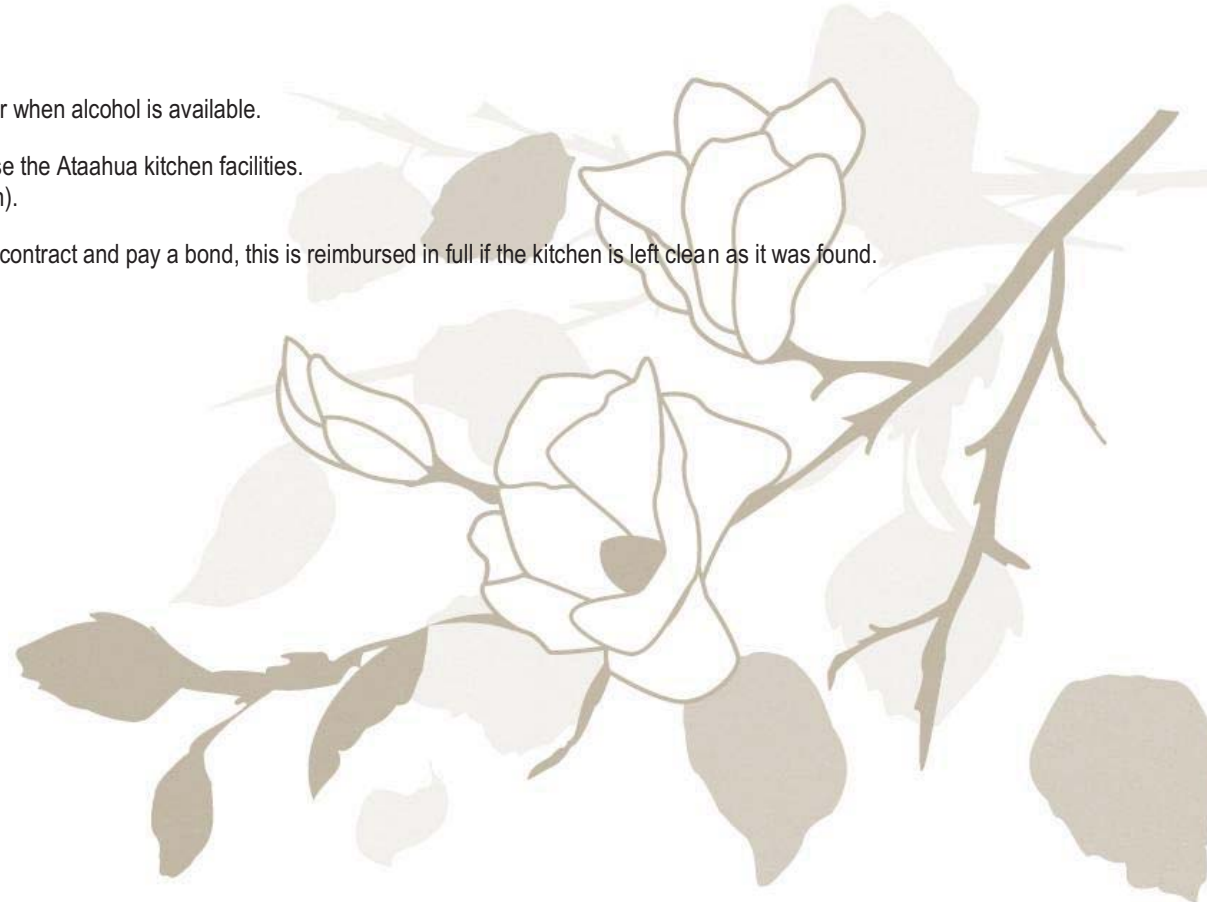 r when alcohol is available.
se the Ataahua kitchen facilities.
n).
contract and pay a bond, this is reimbursed in full if the kitchen is left clean as it was found.